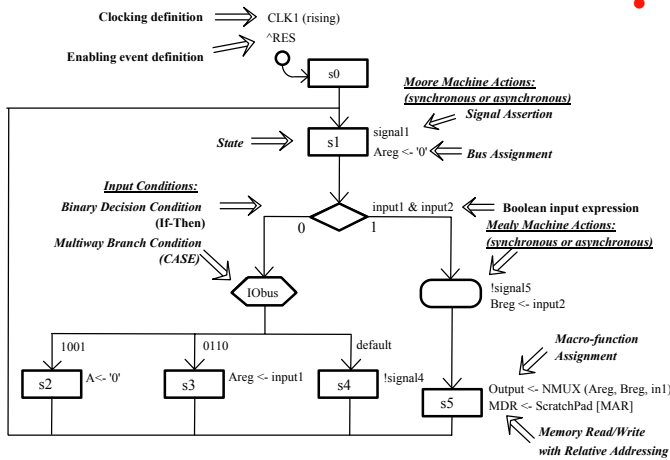 Clocking definition
CLK1 (rising)
^RES
Enabling event definition
s0
Moore Machine Actions:
(synchronous or asynchronous)
Signal Assertion
State
s1
signal1
Areg <- '0'
Bus Assignment
Input Conditions:
Binary Decision Condition
(If-Then)
input1 & input2
Boolean input expression
0
1
Mealy Machine Actions:
(synchronous or asynchronous)
Multiway Branch Condition
(CASE)
IObus
!signal5
Breg <- input2
1001
0110
default
Macro-function
Assignment
s2
A<- '0'
s3
Areg <- input1
s4
!signal4
s5
Output <- NMUX (Areg, Breg, in1)
MDR <- ScratchPad [MAR]
Memory Read/Write
with Relative Addressing